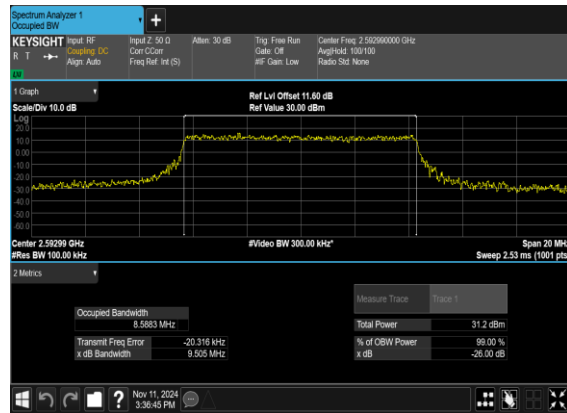 Spectrum Analyzer 1
Occupied BW
+
KEYSIGHT Input: RF Input Z: 50 Ω Atten: 30 dB Trig: Free Run Center Freq: 2.592990000 GHz
R T Coupling: DC Corr CCorr Gate: Off Avg|Hold: 100/100
Align: Auto Freq Ref: Int (S) #IF Gain: Low Radio Std: None
LW
1 Graph
Ref Lvl Offset 11.60 dB
Scale/Div 10.0 dB Ref Value 30.00 dBm
Log
20.0
10.0
0.00
-10.0
-20.0
-30.0
-40.0
-50.0
-60.0
Center 2.59299 GHz #Video BW 300.00 kHz* Span 20 MHz
#Res BW 100.00 kHz Sweep 2.53 ms (1001 pts
2 Metrics
Measure Trace Trace 1
Occupied Bandwidth
8.5883 MHz Total Power 31.2 dBm
Transmit Freq Error -20.316 kHz % of OBW Power 99.00 %
x dB Bandwidth 9.505 MHz x dB -26.00 dB
?
Nov 11, 2024
3:36:45 PM